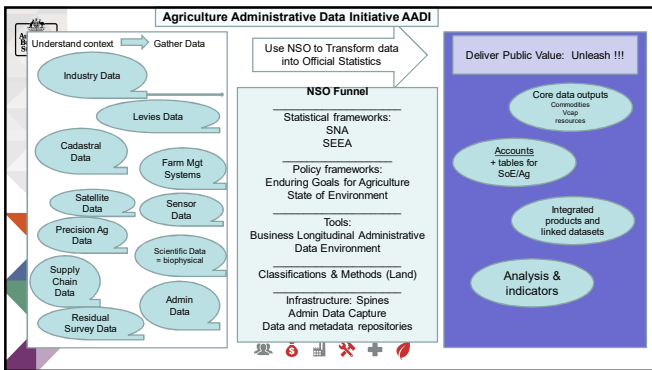 Agriculture Administrative Data Initiative AADI
Understand context
Gather Data
Industry Data
Levies Data
Cadastral
Data
Farm Mgt
Systems
Satellite
Data
Sensor
Data
Precision Ag
Data
Scientific Data
= biophysical
Supply
Chain
Data
Admin
Data
Residual
Survey Data
Use NSO to Transform data
into Official Statistics
NSO Funnel
Statistical frameworks:
SNA
SEEA
Policy frameworks:
Enduring Goals for Agriculture
State of Environment
Tools:
Business Longitudinal Administrative
Data Environment
Classifications & Methods (Land)
Infrastructure: Spines
Admin Data Capture
Data and metadata repositories
Deliver Public Value: Unleash !!!
Core data outputs
Commodities
Vcap
resources
Accounts
+ tables for
SoE/Ag
Integrated
products and
linked datasets
Analysis &
indicators